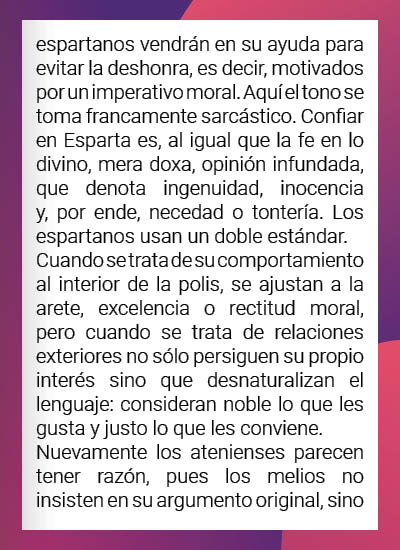 espartanos vendrán en su ayuda para
evitar la deshonra, es decir, motivados
por un imperativo moral. Aquí el tono se
toma francamente sarcástico. Confiar
en Esparta es, al igual que la fe en lo
divino, mera doxa, opinión infundada,
que denota ingenuidad, inocencia
y, por ende, necedad o tontería. Los
espartanos usan un doble estándar.
Cuando se trata de su comportamiento
al interior de la polis, se ajustan a la
arete, excelencia o rectitud moral,
pero cuando se trata de relaciones
exteriores no sólo persiguen su propio
interés sino que desnaturalizan el
lenguaje: consideran noble lo que les
gusta y justo lo que les conviene.
Nuevamente los atenienses parecen
tener razón, pues los melios no
insisten en su argumento original, sino